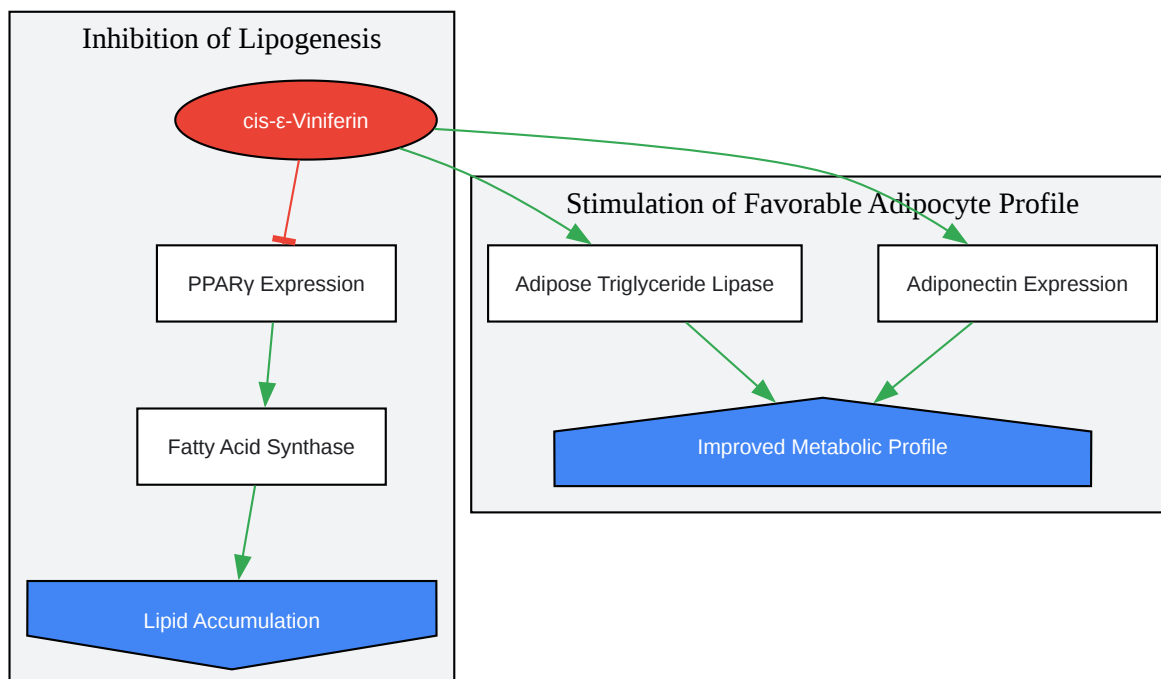 Inhibition of Lipogenesis
cis-ε-Viniferin
PPARγ Expression
Fatty Acid Synthase
Lipid Accumulation
Stimulation of Favorable Adipocyte Profile
Adipose Triglyceride Lipase
Adiponectin Expression
Improved Metabolic Profile